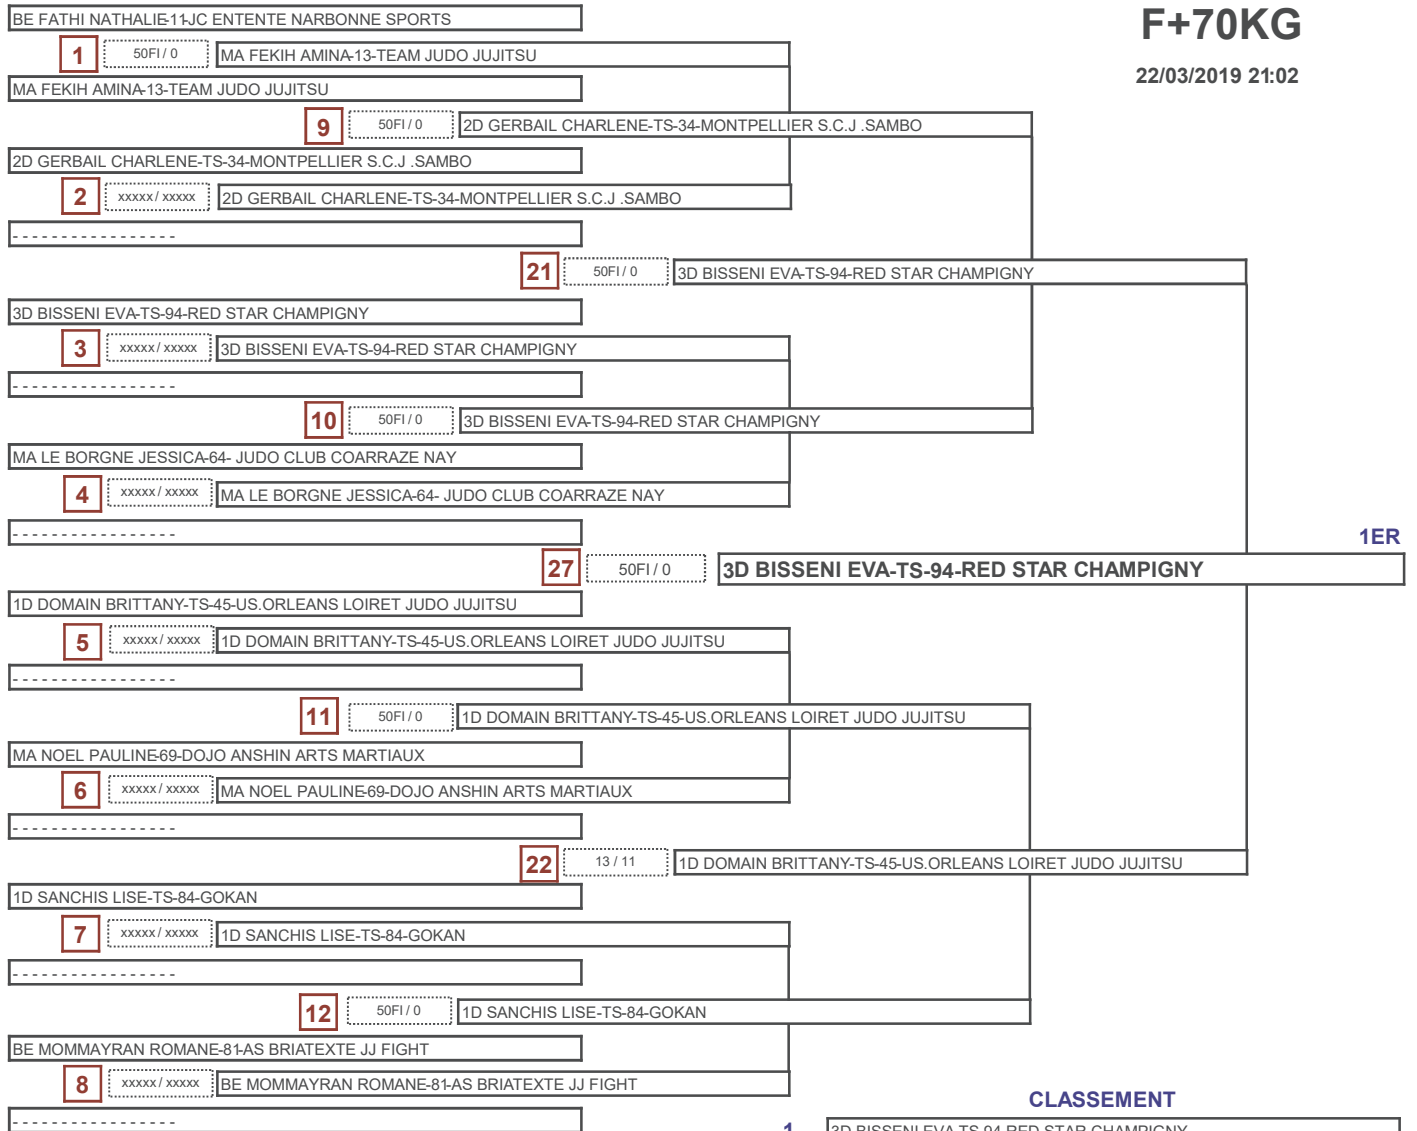 BE FATHI NATHALIE-11-JC ENTENTE NARBONNE SPORTS
F+70KG
1 50FI / 0 MA FEKIH AMINA-13-TEAM JUDO JUJITSU
22/03/2019 21:02
MA FEKIH AMINA-13-TEAM JUDO JUJITSU
9 50FI / 0 2D GERBAIL CHARLENE-TS-34-MONTPELLIER S.C.J .SAMBO
2D GERBAIL CHARLENE-TS-34-MONTPELLIER S.C.J .SAMBO
2 xxxxx / xxxxx 2D GERBAIL CHARLENE-TS-34-MONTPELLIER S.C.J .SAMBO
- - - - - - - - - - - - - - - - -
21 50FI / 0 3D BISSENI EVA-TS-94-RED STAR CHAMPIGNY
3D BISSENI EVA-TS-94-RED STAR CHAMPIGNY
3 xxxxx / xxxxx 3D BISSENI EVA-TS-94-RED STAR CHAMPIGNY
- - - - - - - - - - - - - - - - -
10 50FI / 0 3D BISSENI EVA-TS-94-RED STAR CHAMPIGNY
MA LE BORGNE JESSICA-64- JUDO CLUB COARRAZE NAY
4 xxxxx / xxxxx MA LE BORGNE JESSICA-64- JUDO CLUB COARRAZE NAY
- - - - - - - - - - - - - - - - -
1ER
27 50FI / 0 3D BISSENI EVA-TS-94-RED STAR CHAMPIGNY
1D DOMAIN BRITTANY-TS-45-US.ORLEANS LOIRET JUDO JUJITSU
5 xxxxx / xxxxx 1D DOMAIN BRITTANY-TS-45-US.ORLEANS LOIRET JUDO JUJITSU
- - - - - - - - - - - - - - - - -
11 50FI / 0 1D DOMAIN BRITTANY-TS-45-US.ORLEANS LOIRET JUDO JUJITSU
MA NOEL PAULINE-69-DOJO ANSHIN ARTS MARTIAUX
6 xxxxx / xxxxx MA NOEL PAULINE-69-DOJO ANSHIN ARTS MARTIAUX
- - - - - - - - - - - - - - - - -
22 13 / 11 1D DOMAIN BRITTANY-TS-45-US.ORLEANS LOIRET JUDO JUJITSU
1D SANCHIS LISE-TS-84-GOKAN
7 xxxxx / xxxxx 1D SANCHIS LISE-TS-84-GOKAN
- - - - - - - - - - - - - - - - -
12 50FI / 0 1D SANCHIS LISE-TS-84-GOKAN
BE MOMMAYRAN ROMANE-81-AS BRIATEXTE JJ FIGHT
8 xxxxx / xxxxx BE MOMMAYRAN ROMANE-81-AS BRIATEXTE JJ FIGHT
CLASSEMENT
- - - - - - - - - - - - - - - - -
1 3D BISSENI EVA-TS-94-RED STAR CHAMPIGNY